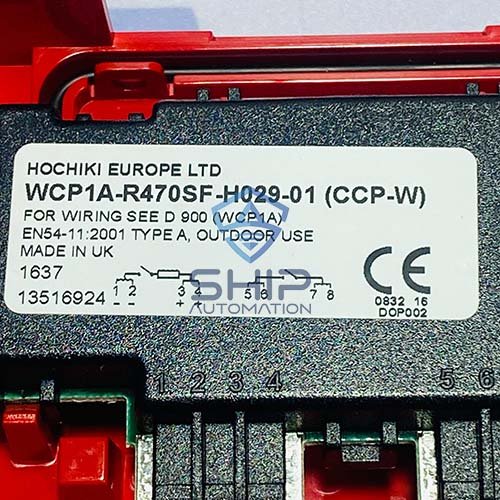 HOCHIKI EUROPE LTD
WCP1A-R470SF-H029-01 (CCP-W)
FOR WIRING SEE D 900 (WCP1A)
EN54-11:2001 TYPE A, OUTDOOR USE
MADE IN UK
1637
13516924
1 2 3 4 5 6 7 8
+ +
CE
0832 16
DOP002
SHIP
AUTOMATION
1 2 3 4 5 6